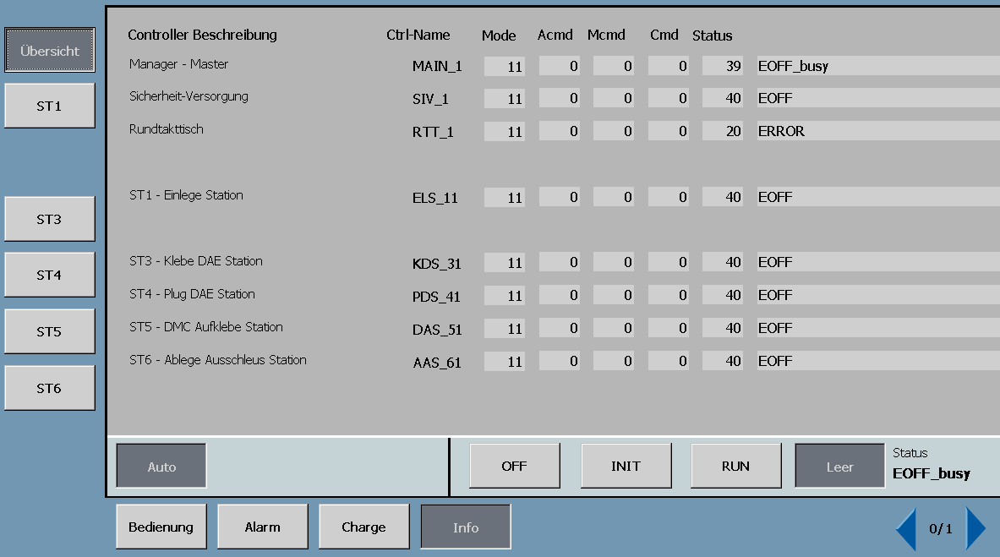 Übersicht
ST1
ST3
ST4
ST5
ST6
Controller Beschreibung Ctrl-Name Mode Acmd Mcmd Cmd Status
Manager - Master MAIN_1 11 0 0 0 39 EOFF_busy
Sicherheit-Versorgung SIV_1 11 0 0 0 40 EOFF
Rundtakttisch RTT_1 11 0 0 0 20 ERROR
ST1 - Einlege Station ELS_11 11 0 0 0 40 EOFF
ST3 - Klebe DAE Station KDS_31 11 0 0 0 40 EOFF
ST4 - Plug DAE Station PDS_41 11 0 0 0 40 EOFF
ST5 - DMC Aufklebe Station DAS_51 11 0 0 0 40 EOFF
ST6 - Ablege Ausschleus Station AAS_61 11 0 0 0 40 EOFF
Auto OFF INIT RUN Leer
Status
EOFF_busy
Bedienung Alarm Charge Info 0/1